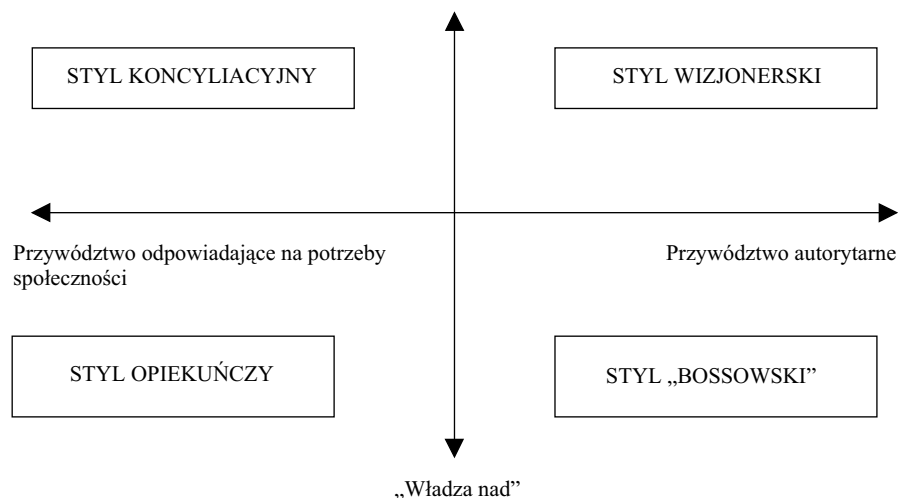 STYL KONCYLIACYJNY
STYL WIZJONERSKI
Przywództwo odpowiadające na potrzeby
społeczności
Przywództwo autorytarne
STYL OPIEKUŃCZY
STYL „BOSSOWSKI”
„Władza nad”